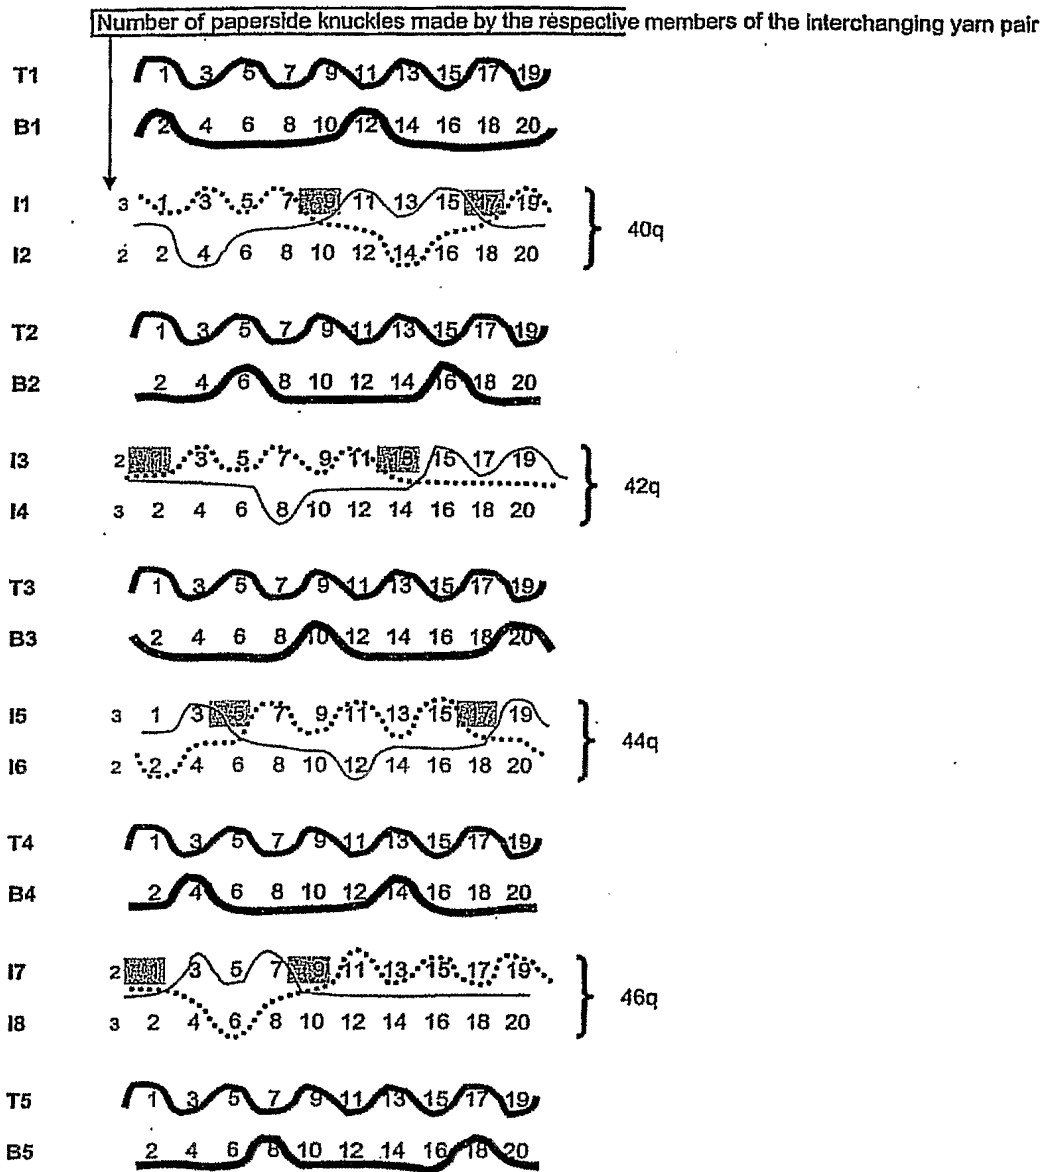 Number of paperside knuckles made by the respective members of the interchanging yarn pair
T1 1 3 5 7 9 11 13 15 17 19
B1 2 4 6 8 10 12 14 16 18 20
I1 3 1 3 5 7 9 11 13 15 17 19
40q
I2 2 2 4 6 8 10 12 14 16 18 20
T2 1 3 5 7 9 11 13 15 17 19
B2 2 4 6 8 10 12 14 16 18 20
I3 2 1 3 5 7 9 11 13 15 17 19
42q
I4 3 2 4 6 8 10 12 14 16 18 20
T3 1 3 5 7 9 11 13 15 17 19
B3 2 4 6 8 10 12 14 16 18 20
I5 3 1 3 5 7 9 11 13 15 17 19
44q
I6 2 2 4 6 8 10 12 14 16 18 20
T4 1 3 5 7 9 11 13 15 17 19
B4 2 4 6 8 10 12 14 16 18 20
I7 2 1 3 5 7 9 11 13 15 17 19
46q
I8 3 2 4 6 8 10 12 14 16 18 20
T5 1 3 5 7 9 11 13 15 17 19
B5 2 4 6 8 10 12 14 16 18 20